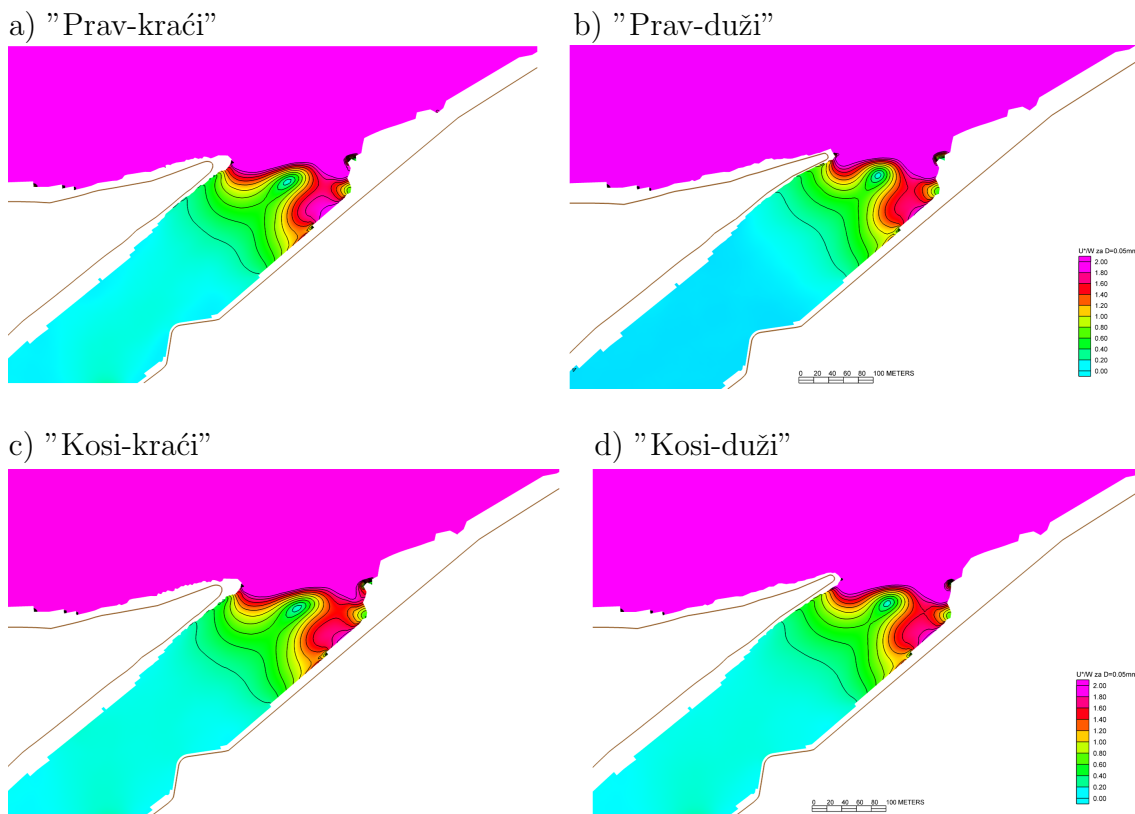 a) "Prav-kraći"
b) "Prav-duži"
U*/W za D=0.05mm
2.00
1.80
1.60
1.40
1.20
1.00
0.80
0.60
0.40
0.20
0.00
0 20 40 60 80 100 METERS
c) "Kosi-kraći"
d) "Kosi-duži"
U*/W za D=0.05mm
2.00
1.80
1.60
1.40
1.20
1.00
0.80
0.60
0.40
0.20
0.00
0 20 40 60 80 100 METERS